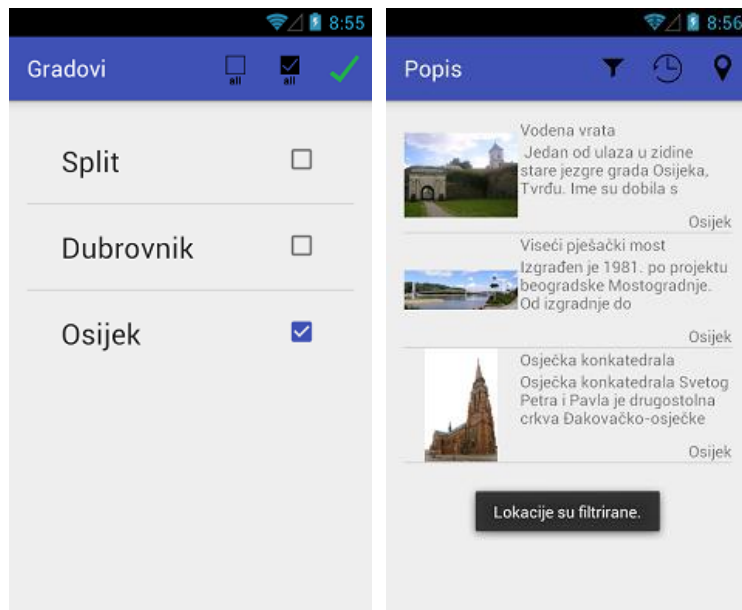 8:55
Gradovi
all
all
Split
Dubrovnik
Osijek
8:56
Popis
Vodena vrata
Jedan od ulaza u zidine
stare jezgre grada Osijeka,
Tvrđu. Ime su dobila s
Osijek
Viseći pješački most
Izgrađen je 1981. po projektu
beogradske Mostogradnje.
Od izgradnje do
Osijek
Osječka konkatedrala
Osječka konkatedrala Svetog
Petra i Pavla je drugostolna
crkva Đakovačko-osječke
Osijek
Lokacije su filtrirane.